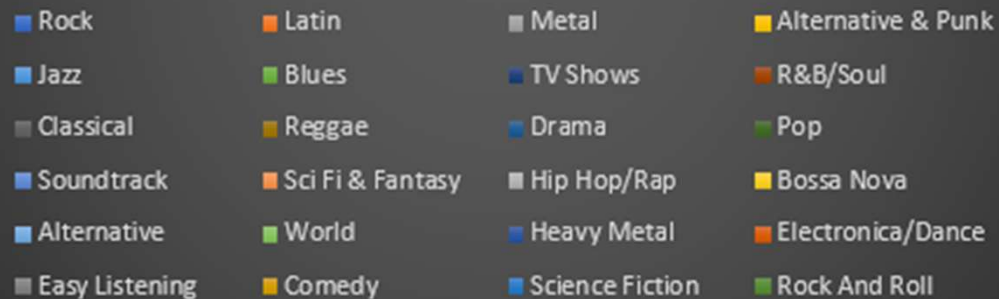 Rock Latin Metal Alternative & Punk
Jazz Blues TV Shows R&B/Soul
Classical Reggae Drama Pop
Soundtrack Sci Fi & Fantasy Hip Hop/Rap Bossa Nova
Alternative World Heavy Metal Electronica/Dance
Easy Listening Comedy Science Fiction Rock And Roll